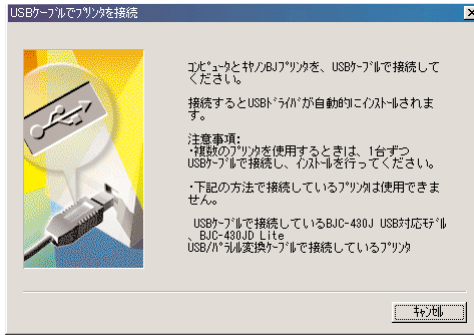 USBｹｰﾌﾞﾙでﾌﾟﾘﾝﾀを接続
ｺﾝﾋﾟｭｰﾀとｷﾔﾉﾝBJﾌﾟﾘﾝﾀを、USBｹｰﾌﾞﾙで接続して
ください。
接続するとUSBﾄﾞﾗｲﾊﾞが自動的にｲﾝｽﾄｰﾙされま
す。
注意事項:
･複数のﾌﾟﾘﾝﾀを使用するときは、1台ずつ
USBｹｰﾌﾞﾙで接続し、ｲﾝｽﾄｰﾙを行ってください。
･下記の方法で接続しているﾌﾟﾘﾝﾀは使用できま
せん。
USBｹｰﾌﾞﾙで接続しているBJC-430J USB対応ﾓﾃﾞﾙ
、BJC-430JD Lite
USB/ﾊﾟﾗﾚﾙ変換ｹｰﾌﾞﾙで接続しているﾌﾟﾘﾝﾀ
ｷｬﾝｾﾙ